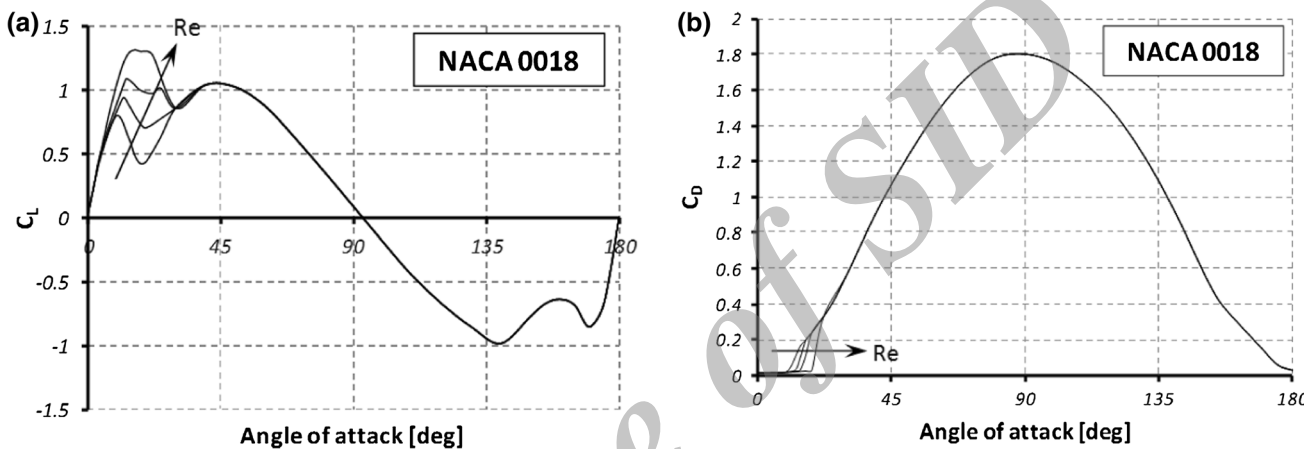 (a)
1.5
1
0.5
0
-0.5
-1
-1.5
C_L
Re
NACA 0018
0
45
90
135
180
Angle of attack [deg]
(b)
2
1.8
1.6
1.4
1.2
1
0.8
0.6
0.4
0.2
0
C_D
Re
NACA 0018
0
45
90
135
180
Angle of attack [deg]
e of SID